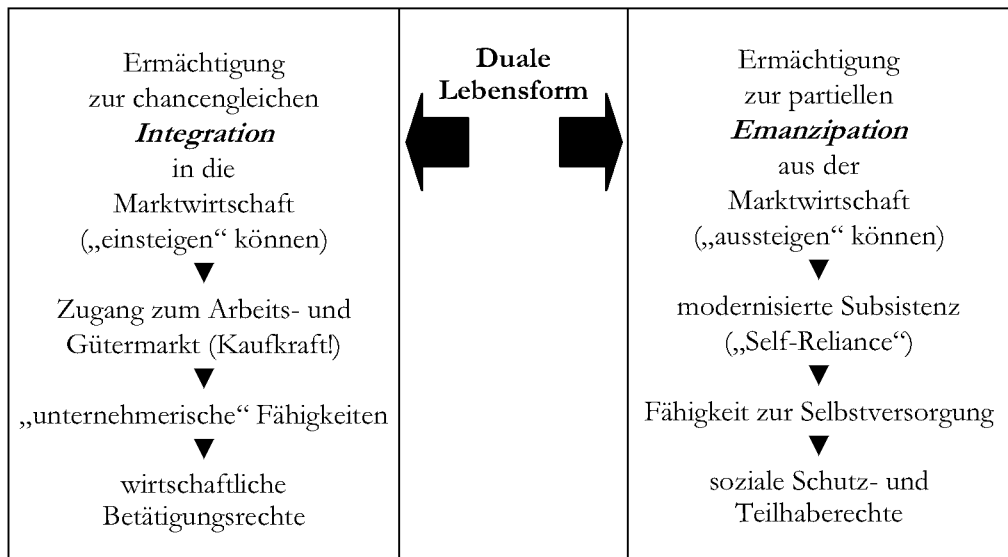 Ermächtigung
zur chancengleichen
Integration
in die
Marktwirtschaft
(„einsteigen“ können)
Zugang zum Arbeits- und
Gütermarkt (Kaufkraft!)
„unternehmerische“ Fähigkeiten
wirtschaftliche
Betätigungsrechte
Duale
Lebensform
Ermächtigung
zur partiellen
Emanzipation
aus der
Marktwirtschaft
(„aussteigen“ können)
modernisierte Subsistenz
(„Self-Reliance“)
Fähigkeit zur Selbstversorgung
soziale Schutz- und
Teilhaberechte